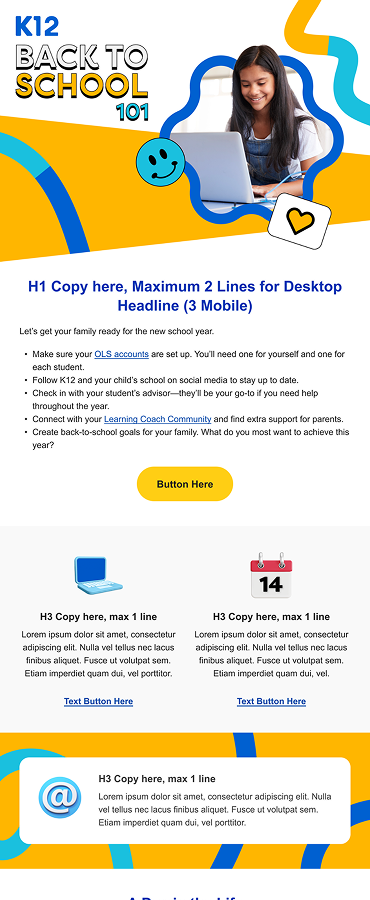 K12
BACK TO
SCHOOL
101
H1 Copy here, Maximum 2 Lines for Desktop
Headline (3 Mobile)
Let's get your family ready for the new school year.
• Make sure your OLS accounts are set up. You'll need one for yourself and one for
each student.
• Follow K12 and your child's school on social media to stay up to date.
• Check in with your student's advisor—they'll be your go-to if you need help
throughout the year.
• Connect with your Learning Coach Community and find extra support for parents.
• Create back-to-school goals for your family. What do you most want to achieve this
year?
Button Here
14
H3 Copy here, max 1 line
Lorem ipsum dolor sit amet, consectetur
adipiscing elit. Nulla vel tellus nec lacus
finibus aliquet. Fusce ut volutpat sem.
Etiam imperdiet quam dui, vel porttitor.
Text Button Here
H3 Copy here, max 1 line
Lorem ipsum dolor sit amet, consectetur
adipiscing elit. Nulla vel tellus nec lacus
finibus aliquet. Fusce ut volutpat sem.
Etiam imperdiet quam dui, vel.
Text Button Here
@
H3 Copy here, max 1 line
Lorem ipsum dolor sit amet, consectetur adipiscing elit. Nulla
vel tellus nec lacus finibus aliquet. Fusce ut volutpat sem.
Etiam imperdiet quam dui, vel porttitor.